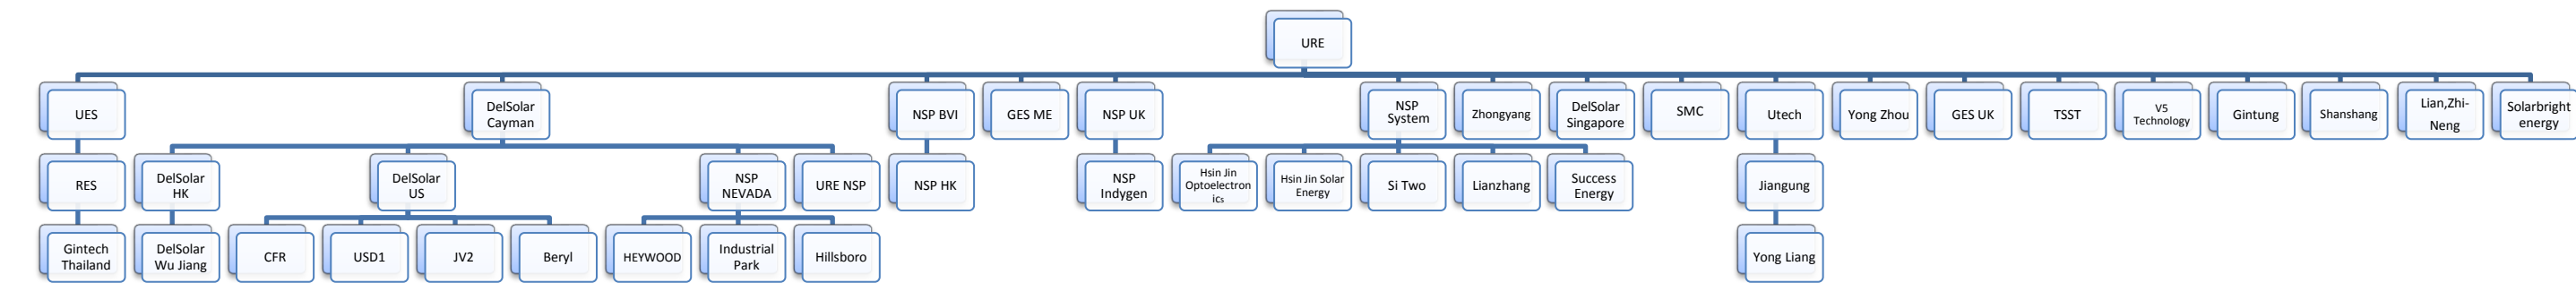 URE
UES
DelSolar
Cayman
NSP BVI
GES ME
NSP UK
NSP
System
Zhongyang
DelSolar
Singapore
SMC
Utech
Yong Zhou
GES UK
TSST
V5
Technology
Gintung
Shanshang
Lian,Zhi-
Neng
Solarbright
energy
RES
DelSolar
HK
DelSolar
US
NSP
NEVADA
URE NSP
NSP HK
NSP
Indygen
Hsin Jin
Optoelectron
ics
Hsin Jin Solar
Energy
Si Two
Lianzhang
Success
Energy
Jiangung
Gintech
Thailand
DelSolar
Wu Jiang
CFR
USD1
JV2
Beryl
HEYWOOD
Industrial
Park
Hillsboro
Yong Liang